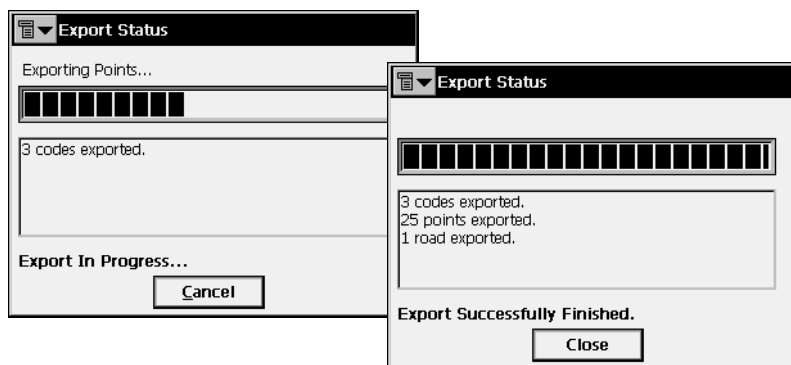 Export Status
Exporting Points...
3 codes exported.
Export In Progress...
Cancel
Export Status
3 codes exported.
25 points exported.
1 road exported.
Export Successfully Finished.
Close